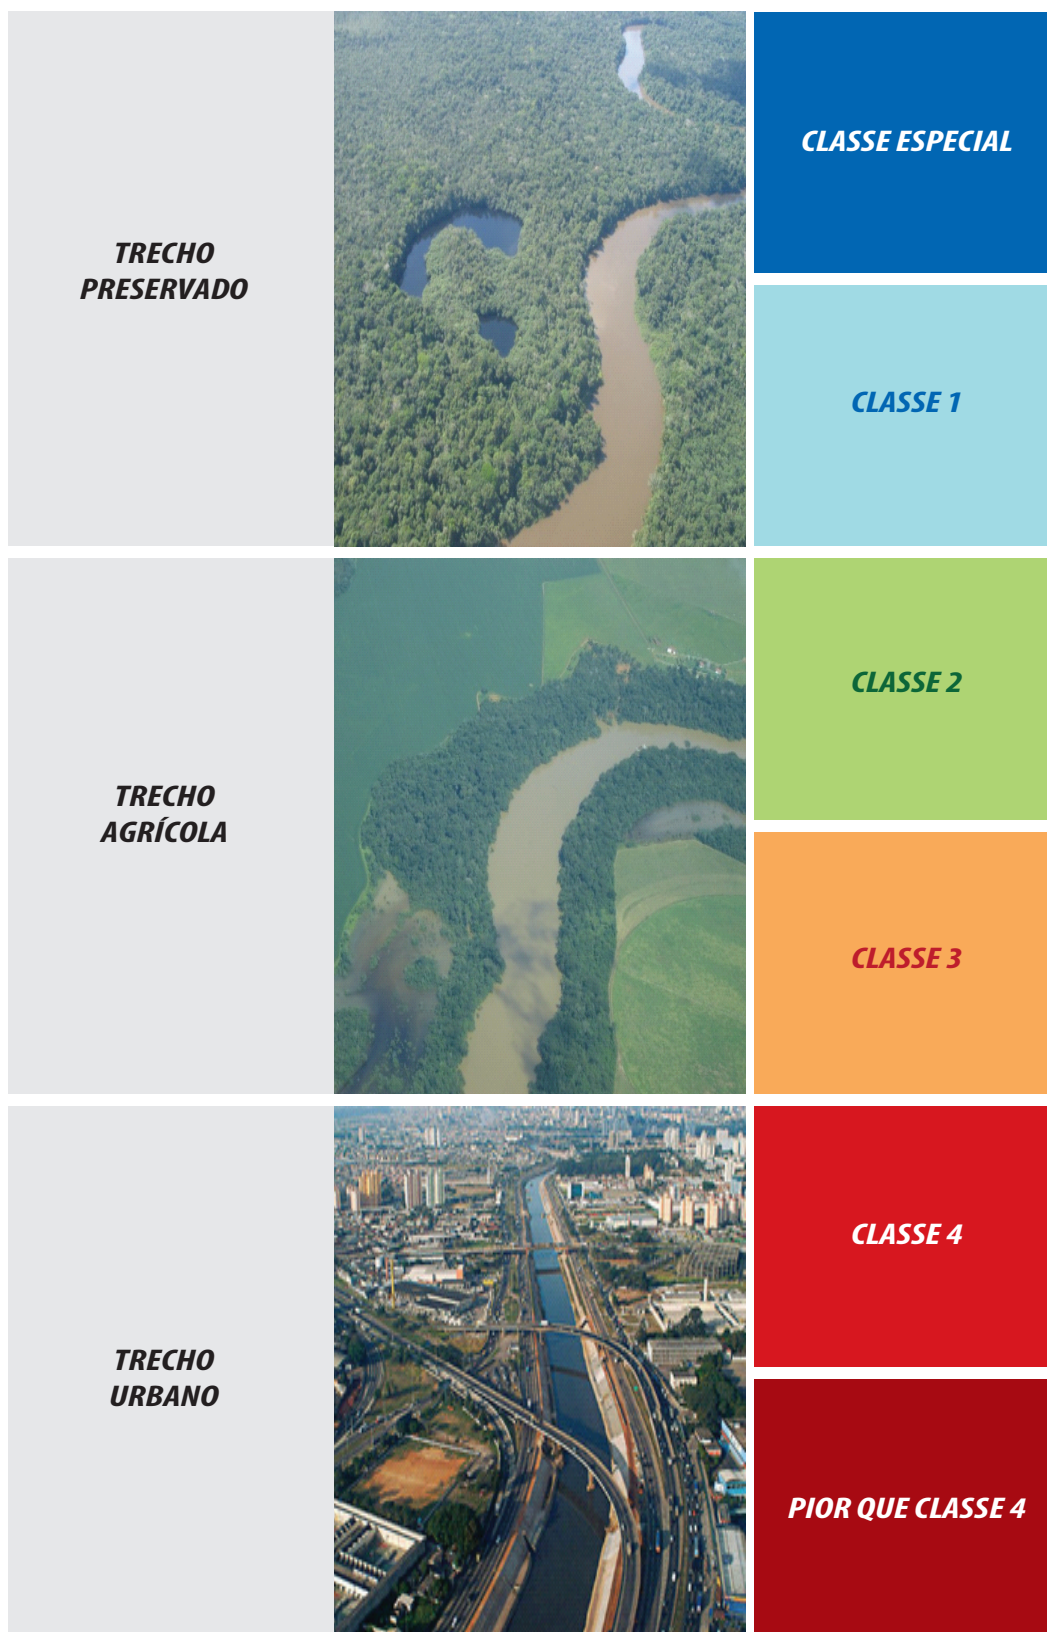 TRECHO
PRESERVADO
CLASSE ESPECIAL
CLASSE 1
TRECHO
AGRÍCOLA
CLASSE 2
CLASSE 3
TRECHO
URBANO
CLASSE 4
PIOR QUE CLASSE 4